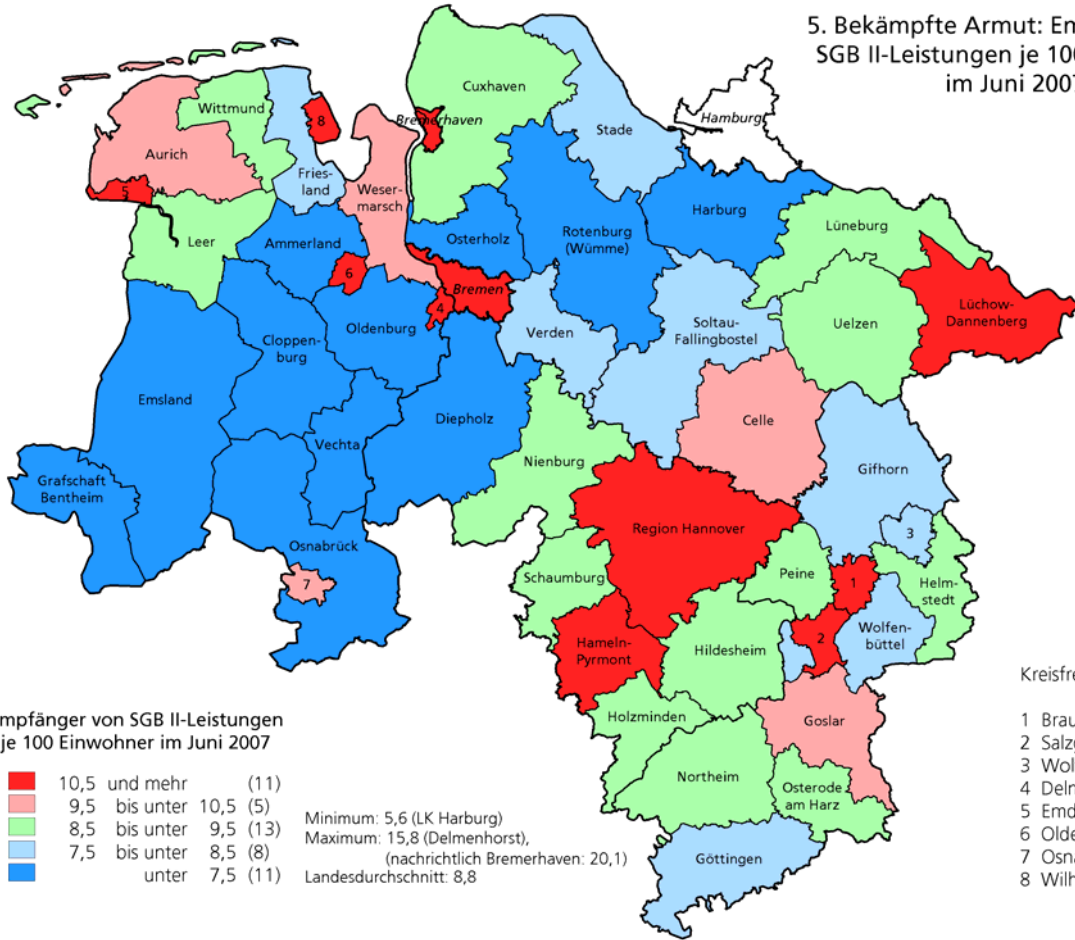 5. Bekämpfte Armut: Em
SGB II-Leistungen je 100
im Juni 2007
Cuxhaven
Wittmund
8
Bremerhaven
Stade
Hamburg
Aurich
Fries-
land
Weser-
marsch
5
Harburg
Lüneburg
Leer
Ammerland
Osterholz
Rotenburg
(Wümme)
6
Bremen
4
Lüchow-
Dannenberg
Oldenburg
Verden
Soltau-
Fallingbostel
Uelzen
Cloppen-
burg
Emsland
Diepholz
Celle
Vechta
Nienburg
Gifhorn
Grafschaft
Bentheim
Region Hannover
3
Osnabrück
Schaumburg
Peine
1
Helm-
stedt
7
Hameln-
Pyrmont
Hildesheim
2
Wolfen-
büttel
Kreisfre
Holzminden
Goslar
mpfänger von SGB II-Leistungen
je 100 Einwohner im Juni 2007
Northeim
Osterode
am Harz
10,5 und mehr (11)
9,5 bis unter 10,5 (5)
8,5 bis unter 9,5 (13)
7,5 bis unter 8,5 (8)
unter 7,5 (11)
Minimum: 5,6 (LK Harburg)
Maximum: 15,8 (Delmenhorst),
(nachrichtlich Bremerhaven: 20,1)
Landesdurchschnitt: 8,8
Göttingen
1 Brau
2 Salzg
3 Wol
4 Deln
5 Emd
6 Olde
7 Osna
8 Wilh